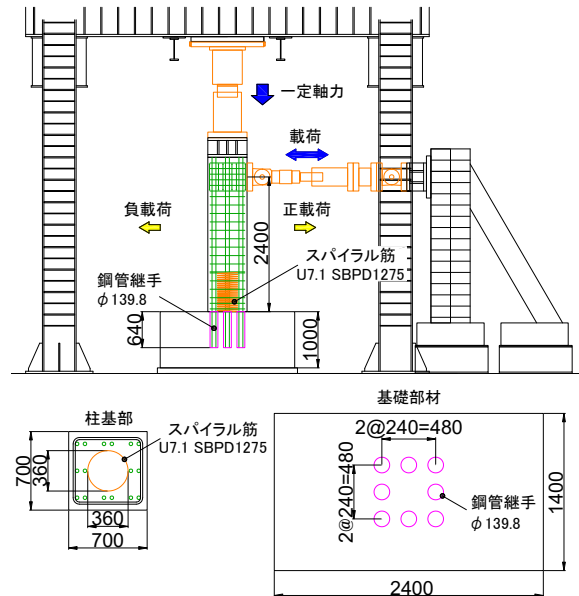 一定軸力
載荷
負載荷
正載荷
2400
スパイラル筋
U7.1 SBPD1275
鋼管継手
φ139.8
640
1000
柱基部
スパイラル筋
U7.1 SBPD1275
700
360
360
700
基礎部材
2@240=480
2@240=480
鋼管継手
φ139.8
1400
2400